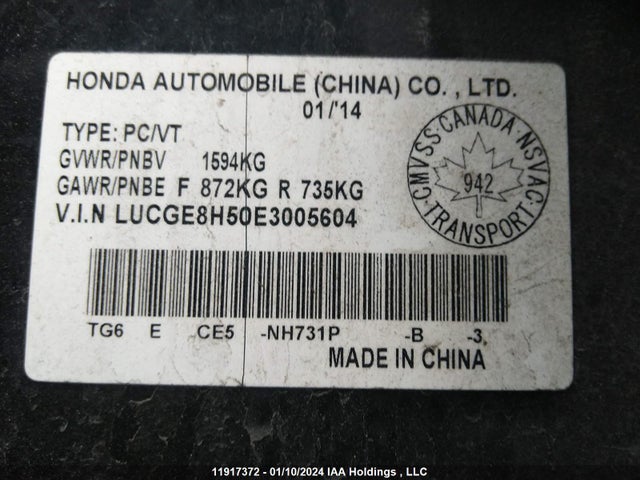 HONDA AUTOMOBILE (CHINA) CO. , LTD.
01/'14
TYPE: PC/VT
GVWR/PNBV 1594KG
GAWR/PNBE F 872KG R 735KG
V.I.N LUCGE8H50E3005604
CMVSS · CANADA · NSVAC · TRANSPORT ·
942
TG6 E CE5 -NH731P -B -3
MADE IN CHINA
11917372 - 01/10/2024 IAA Holdings , LLC